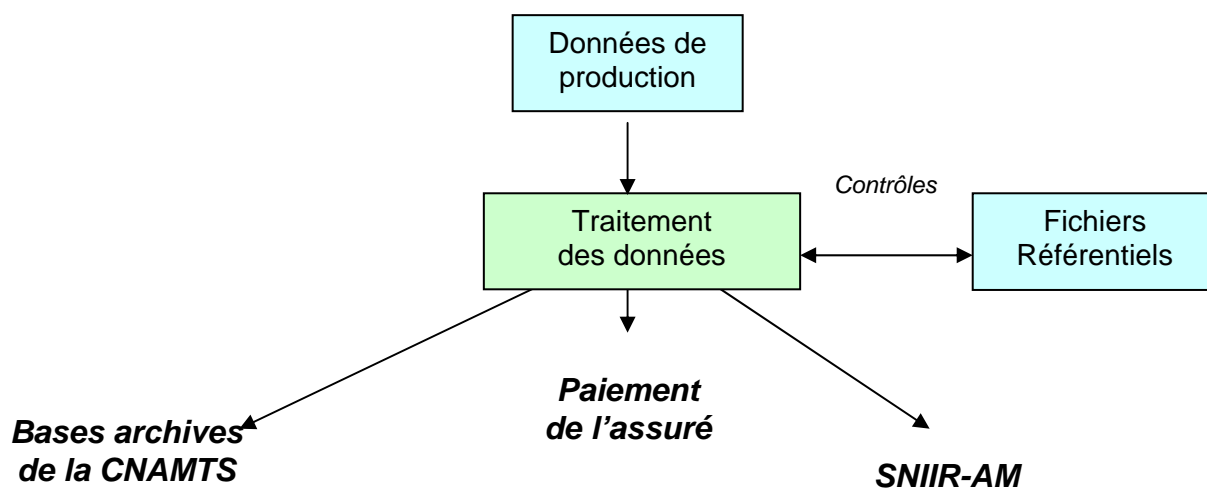 Données de
production
Contrôles
Traitement
des données
Fichiers
Référentiels
Paiement
de l'assuré
Bases archives
de la CNAMTS
SNIIR-AM